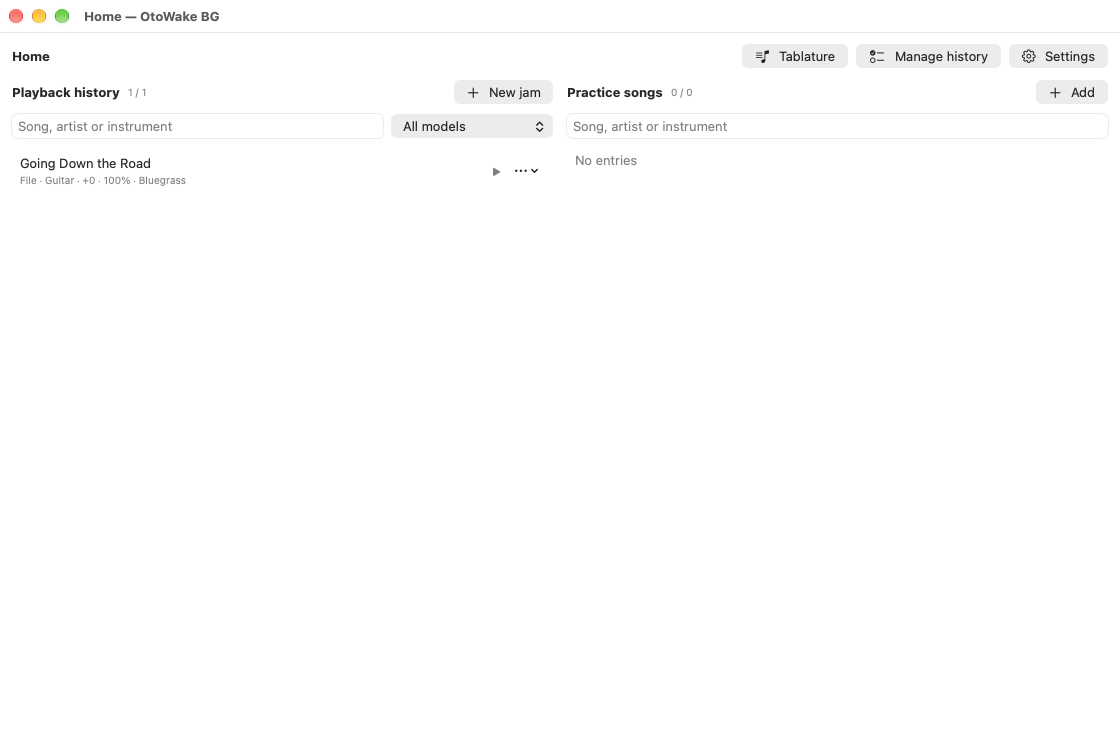 Home — OtoWake BG
Home
Tablature
Manage history
Settings
Playback history 1 / 1
New jam
Song, artist or instrument
All models
Going Down the Road
File · Guitar · +0 · 100% · Bluegrass
Practice songs 0 / 0
Add
Song, artist or instrument
No entries